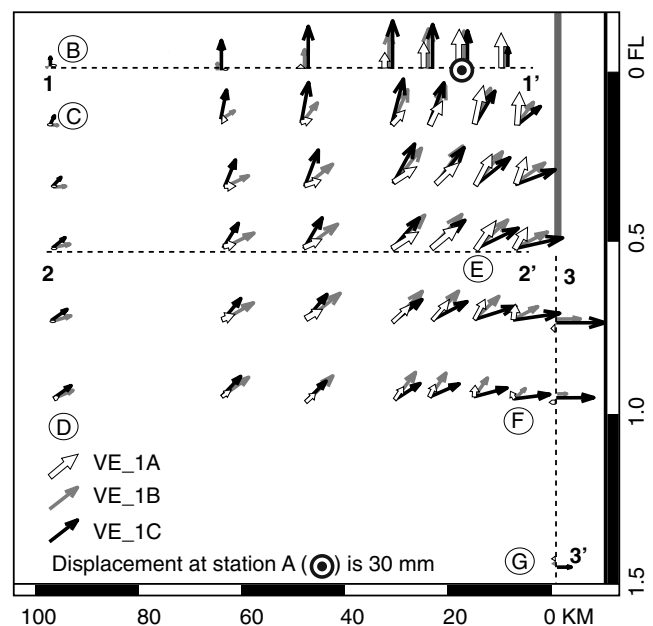 B
1 1'
0 FL
C
0.5
E
2 2' 3
1.0
D F
VE_1A
VE_1B
VE_1C
G 3'
Displacement at station A ( ) is 30 mm
1.5
100 80 60 40 20 0 KM